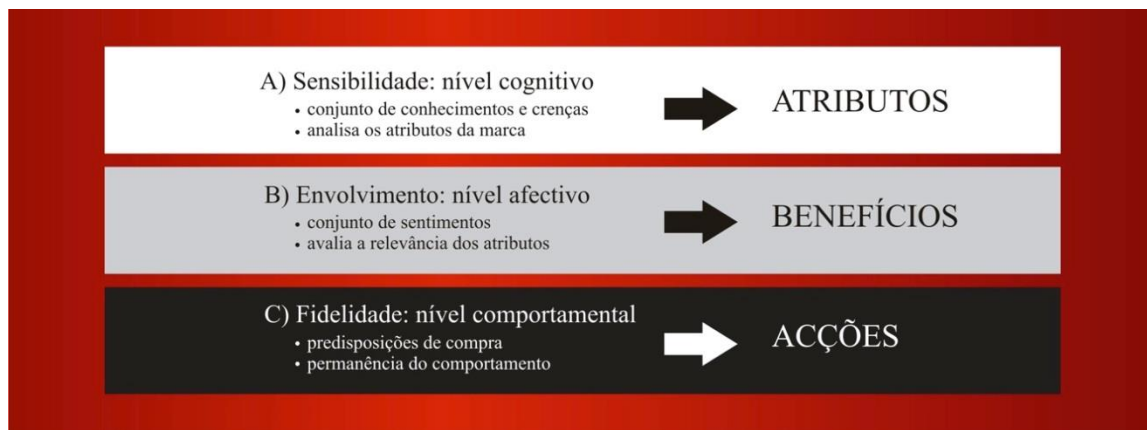 A) Sensibilidade: nível cognitivo
• conjunto de conhecimentos e crenças
• analisa os atributos da marca
ATRIBUTOS
B) Envolvimento: nível afectivo
• conjunto de sentimentos
• avalia a relevância dos atributos
BENEFÍCIOS
C) Fidelidade: nível comportamental
• predisposições de compra
• permanência do comportamento
ACÇÕES